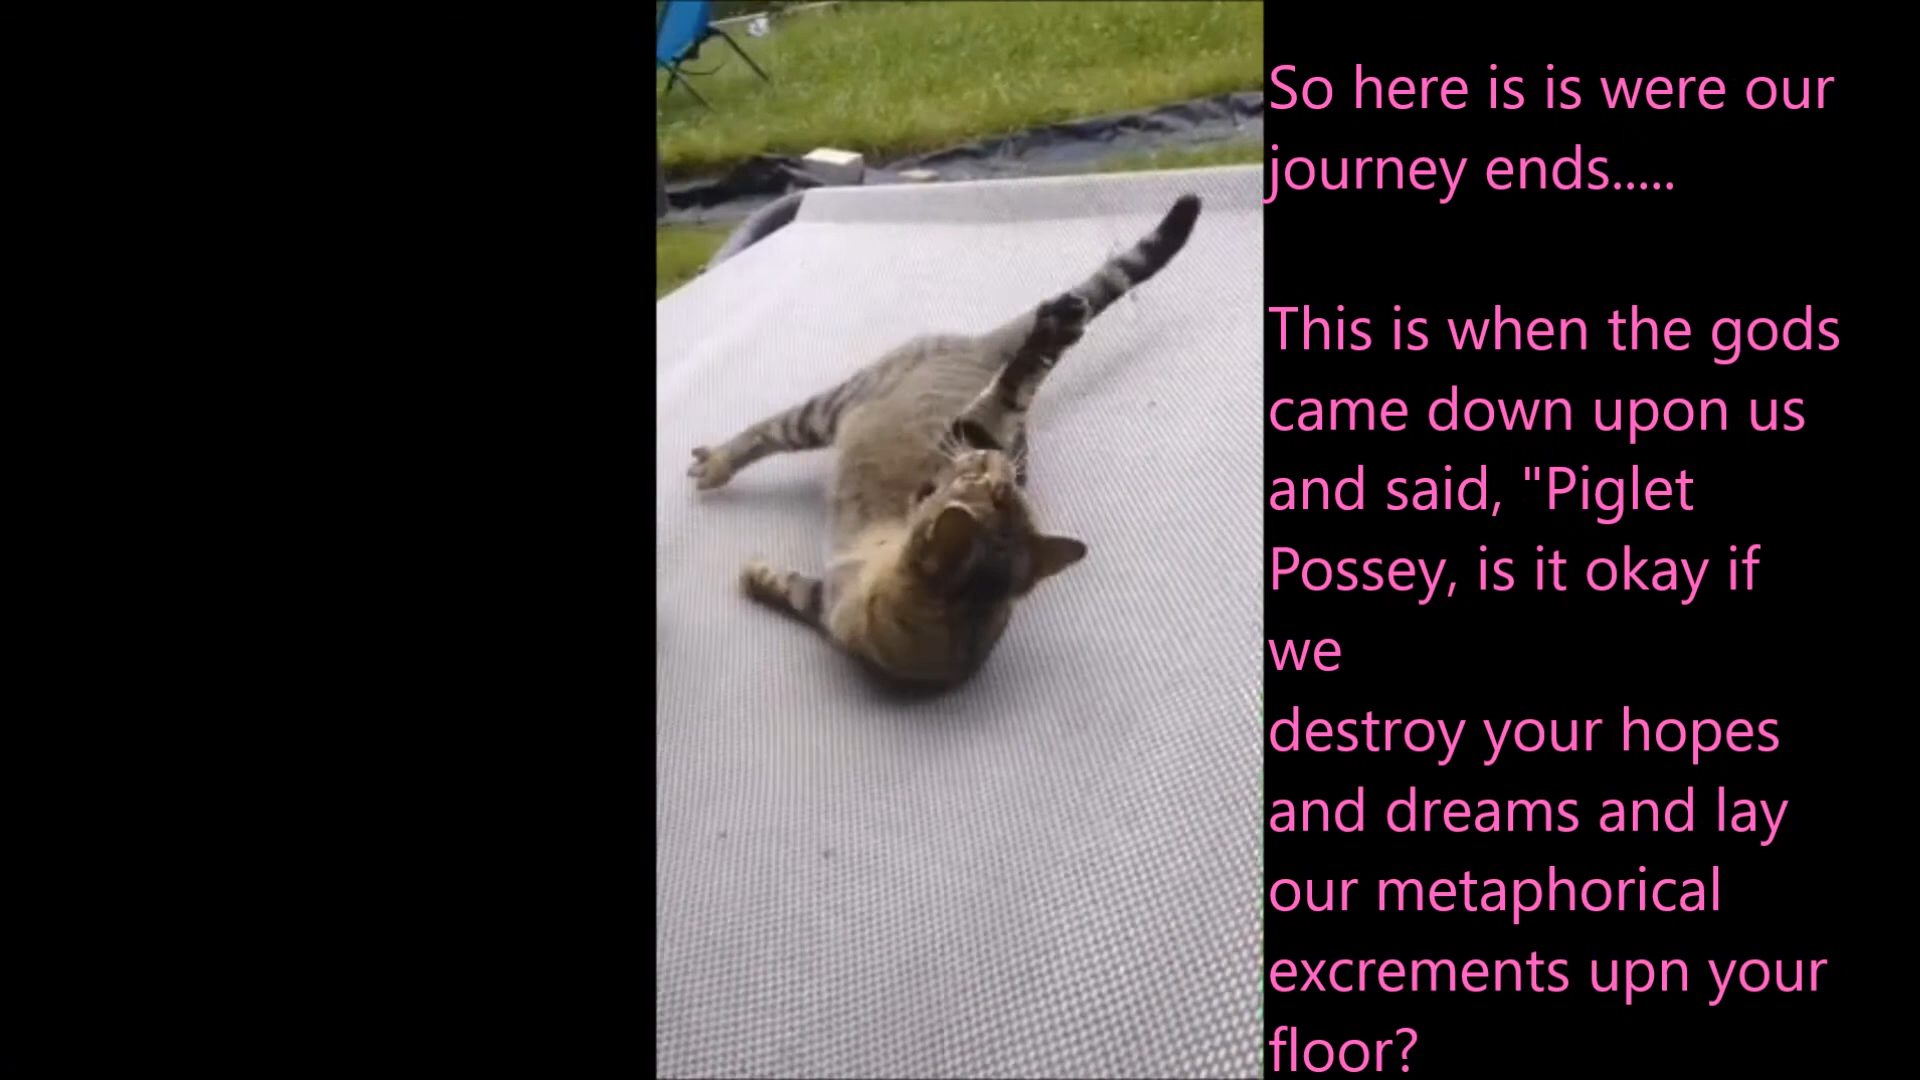 So here is is were our
journey ends.....
This is when the gods
came down upon us
and said, "Piglet
Possey, is it okay if
we
destroy your hopes
and dreams and lay
our metaphorical
excrements upn your
floor?